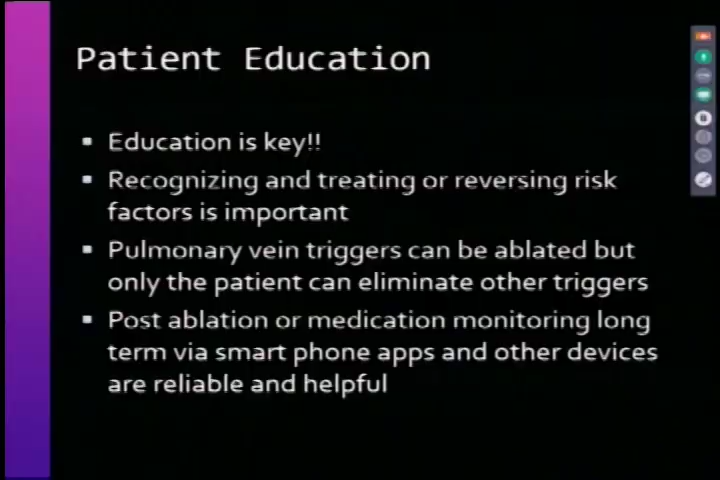 Patient Education
▪ Education is key!!
▪ Recognizing and treating or reversing risk
factors is important
▪ Pulmonary vein triggers can be ablated but
only the patient can eliminate other triggers
▪ Post ablation or medication monitoring long
term via smart phone apps and other devices
are reliable and helpful